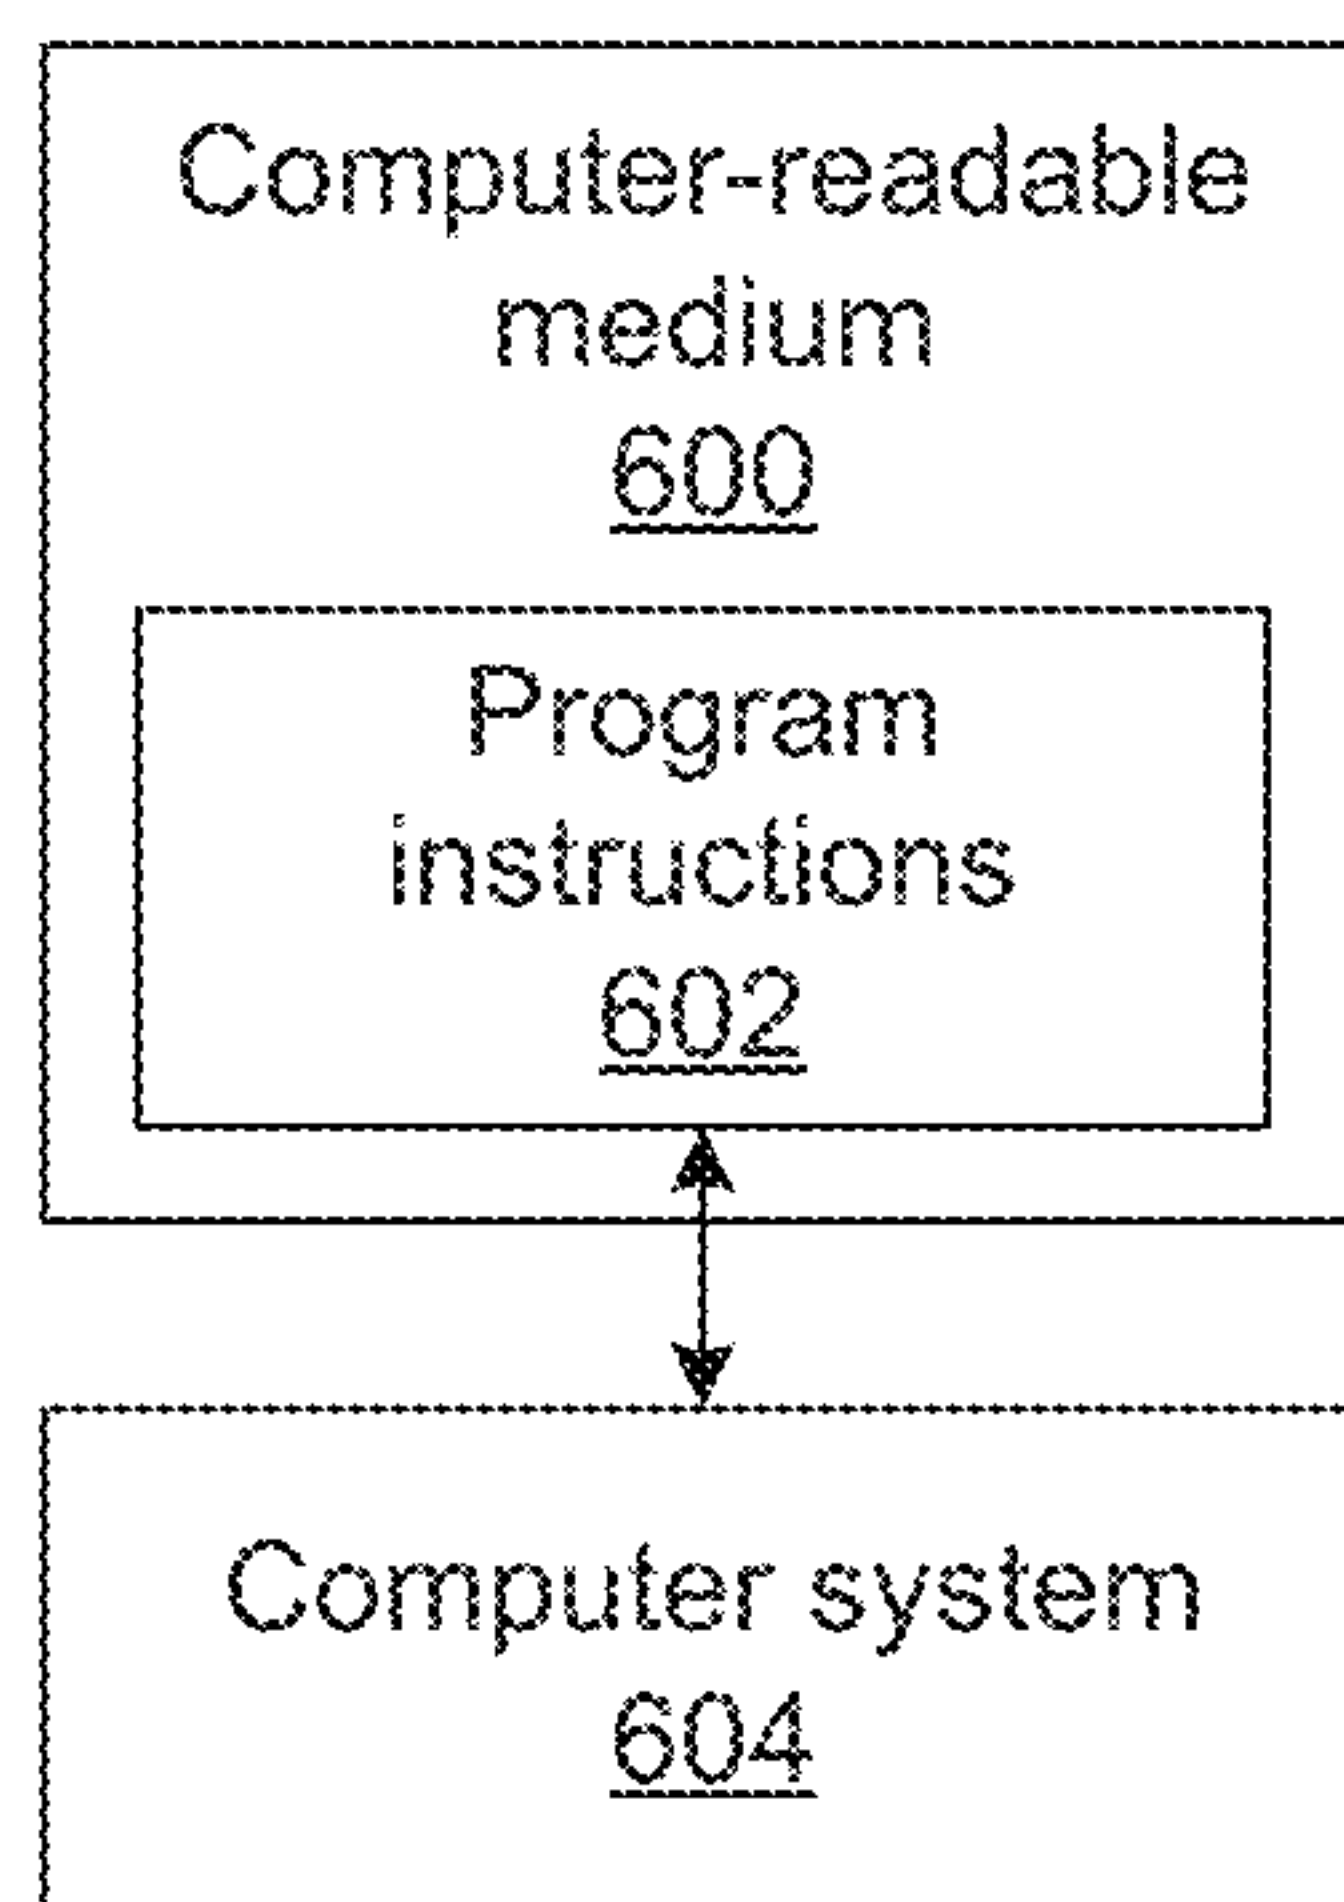 Computer-readable
medium
600
Program
instructions
602
Computer system
604